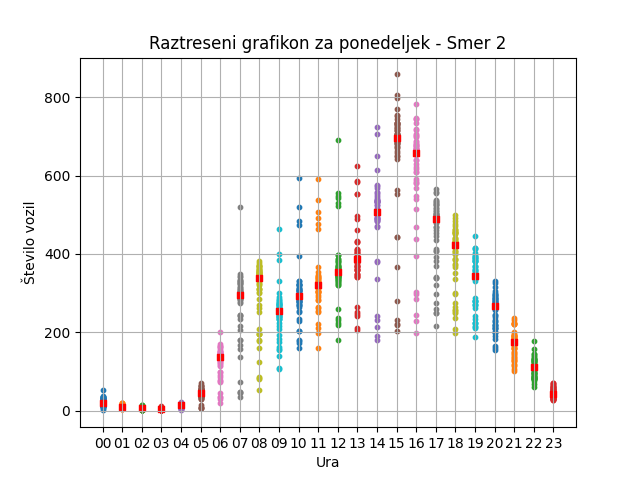 Raztreseni grafikon za ponedeljek - Smer 2
800
600
400
200
0
Število vozil
00 01 02 03 04 05 06 07 08 09 10 11 12 13 14 15 16 17 18 19 20 21 22 23
Ura